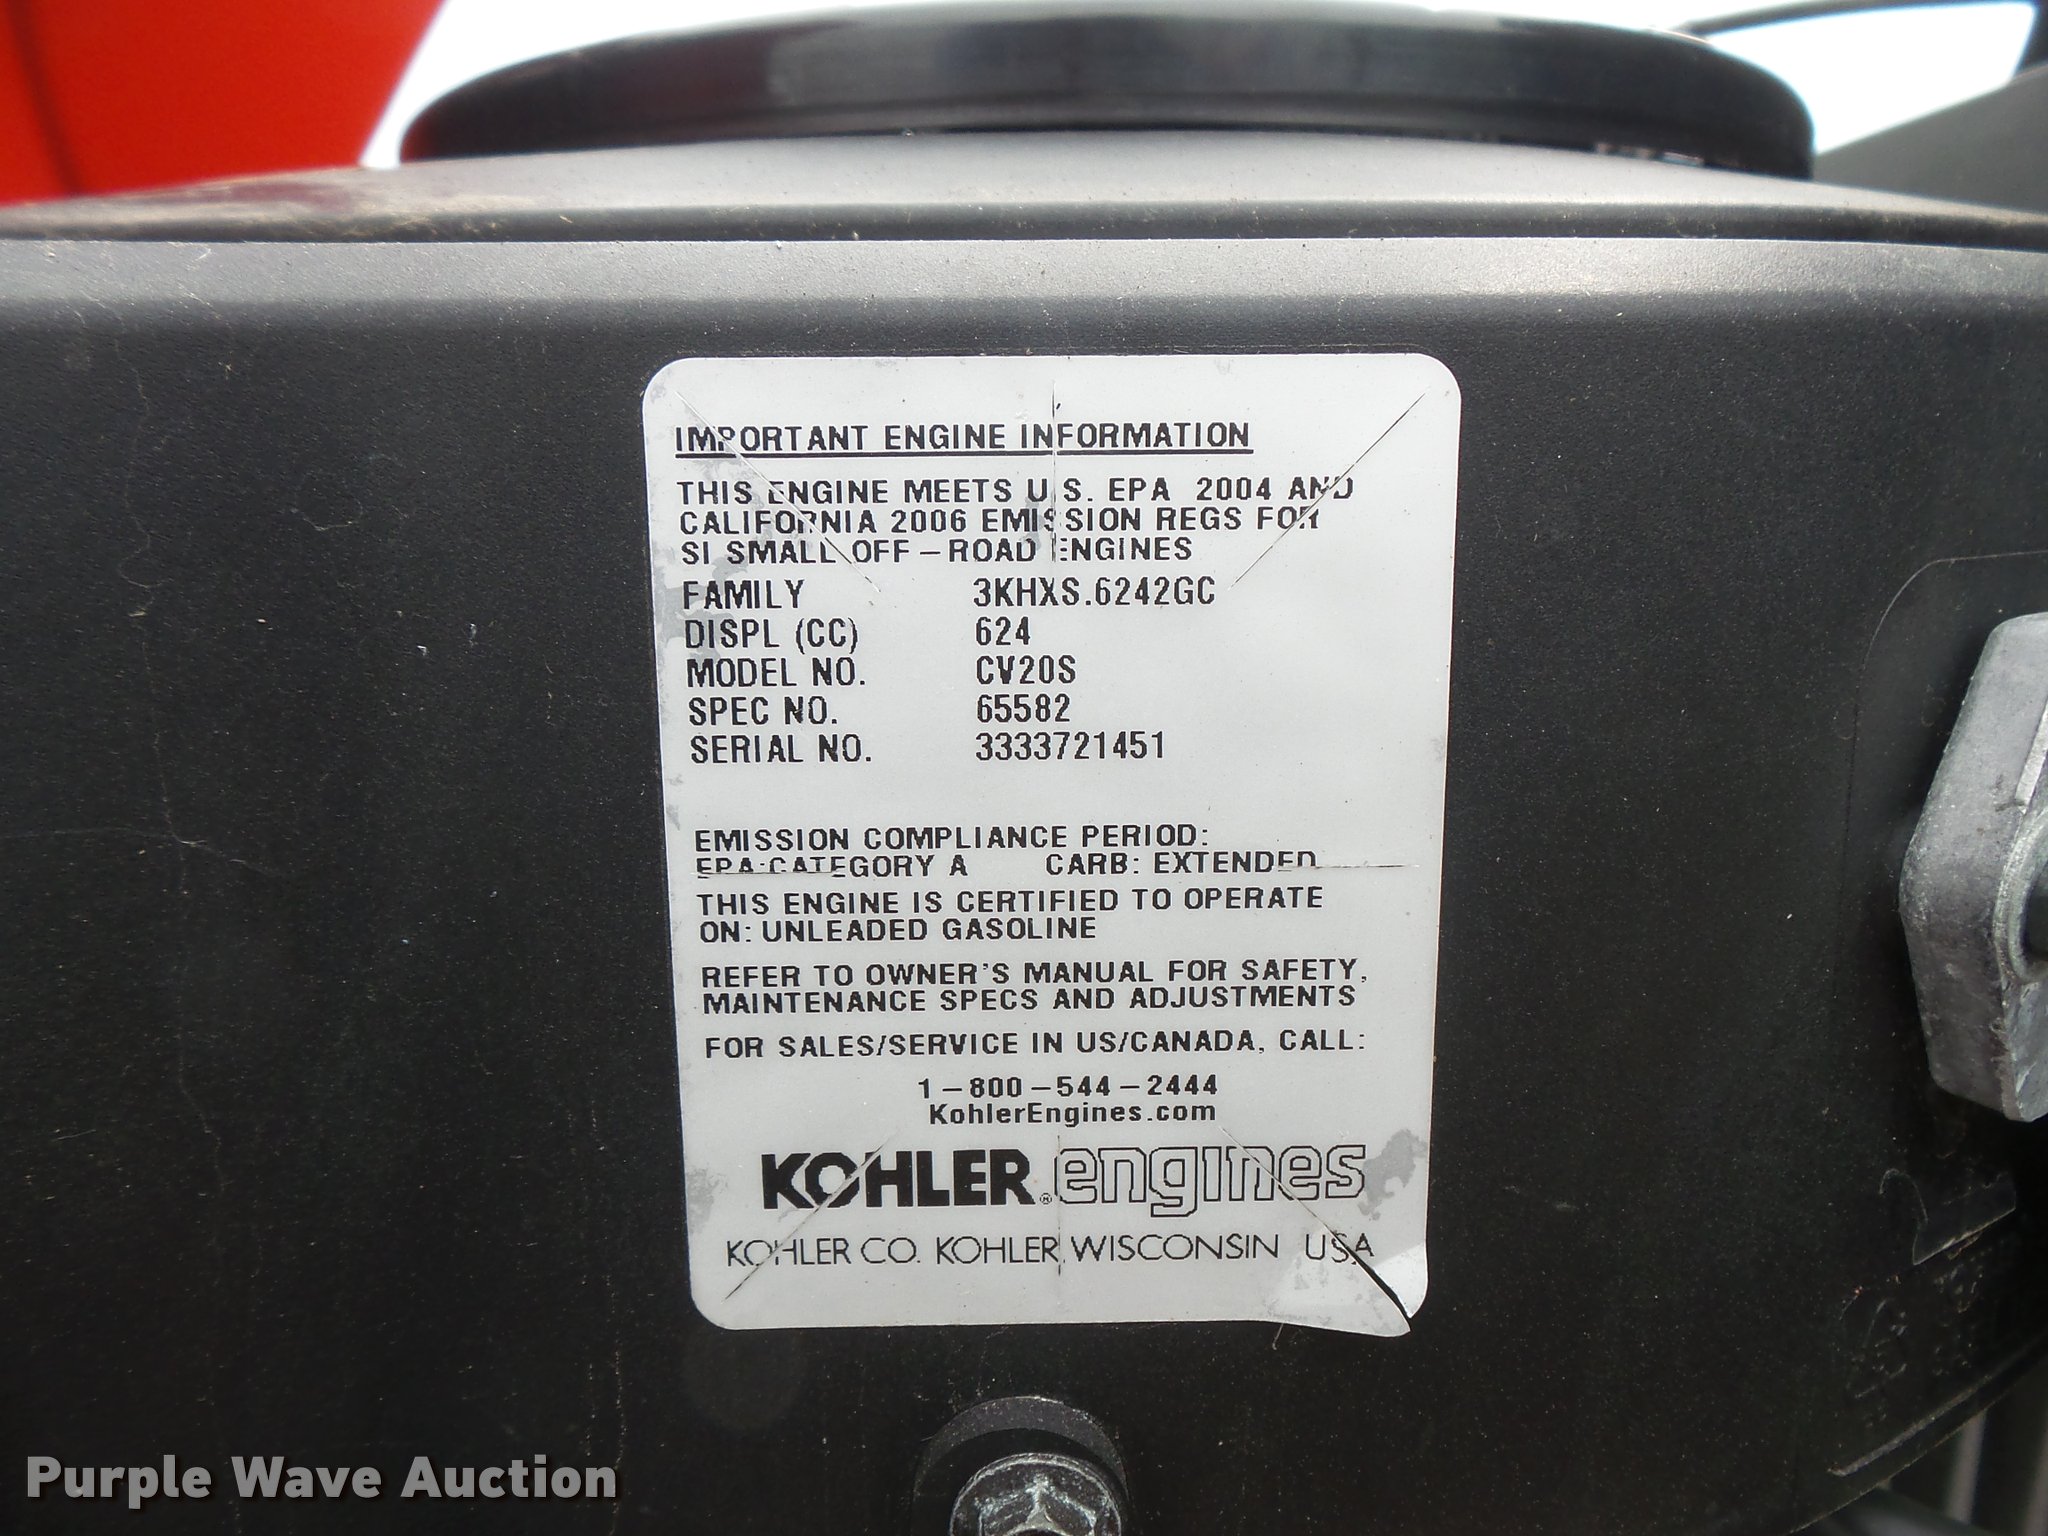 IMPORTANT ENGINE INFORMATION
THIS ENGINE MEETS U.S. EPA 2004 AND
CALIFORNIA 2006 EMISSION REGS FOR
SI SMALL OFF-ROAD ENGINES
FAMILY 3KHXS.6242GC
DISPL (CC) 624
MODEL NO. CV20S
SPEC NO. 65582
SERIAL NO. 3333721451
EMISSION COMPLIANCE PERIOD:
EPA: CATEGORY A CARB: EXTENDED
THIS ENGINE IS CERTIFIED TO OPERATE
ON: UNLEADED GASOLINE
REFER TO OWNER'S MANUAL FOR SAFETY,
MAINTENANCE SPECS AND ADJUSTMENTS
FOR SALES/SERVICE IN US/CANADA, CALL:
1-800-544-2444
KohlerEngines.com
KOHLER® engines
KOHLER CO. KOHLER, WISCONSIN USA
Purple Wave Auction